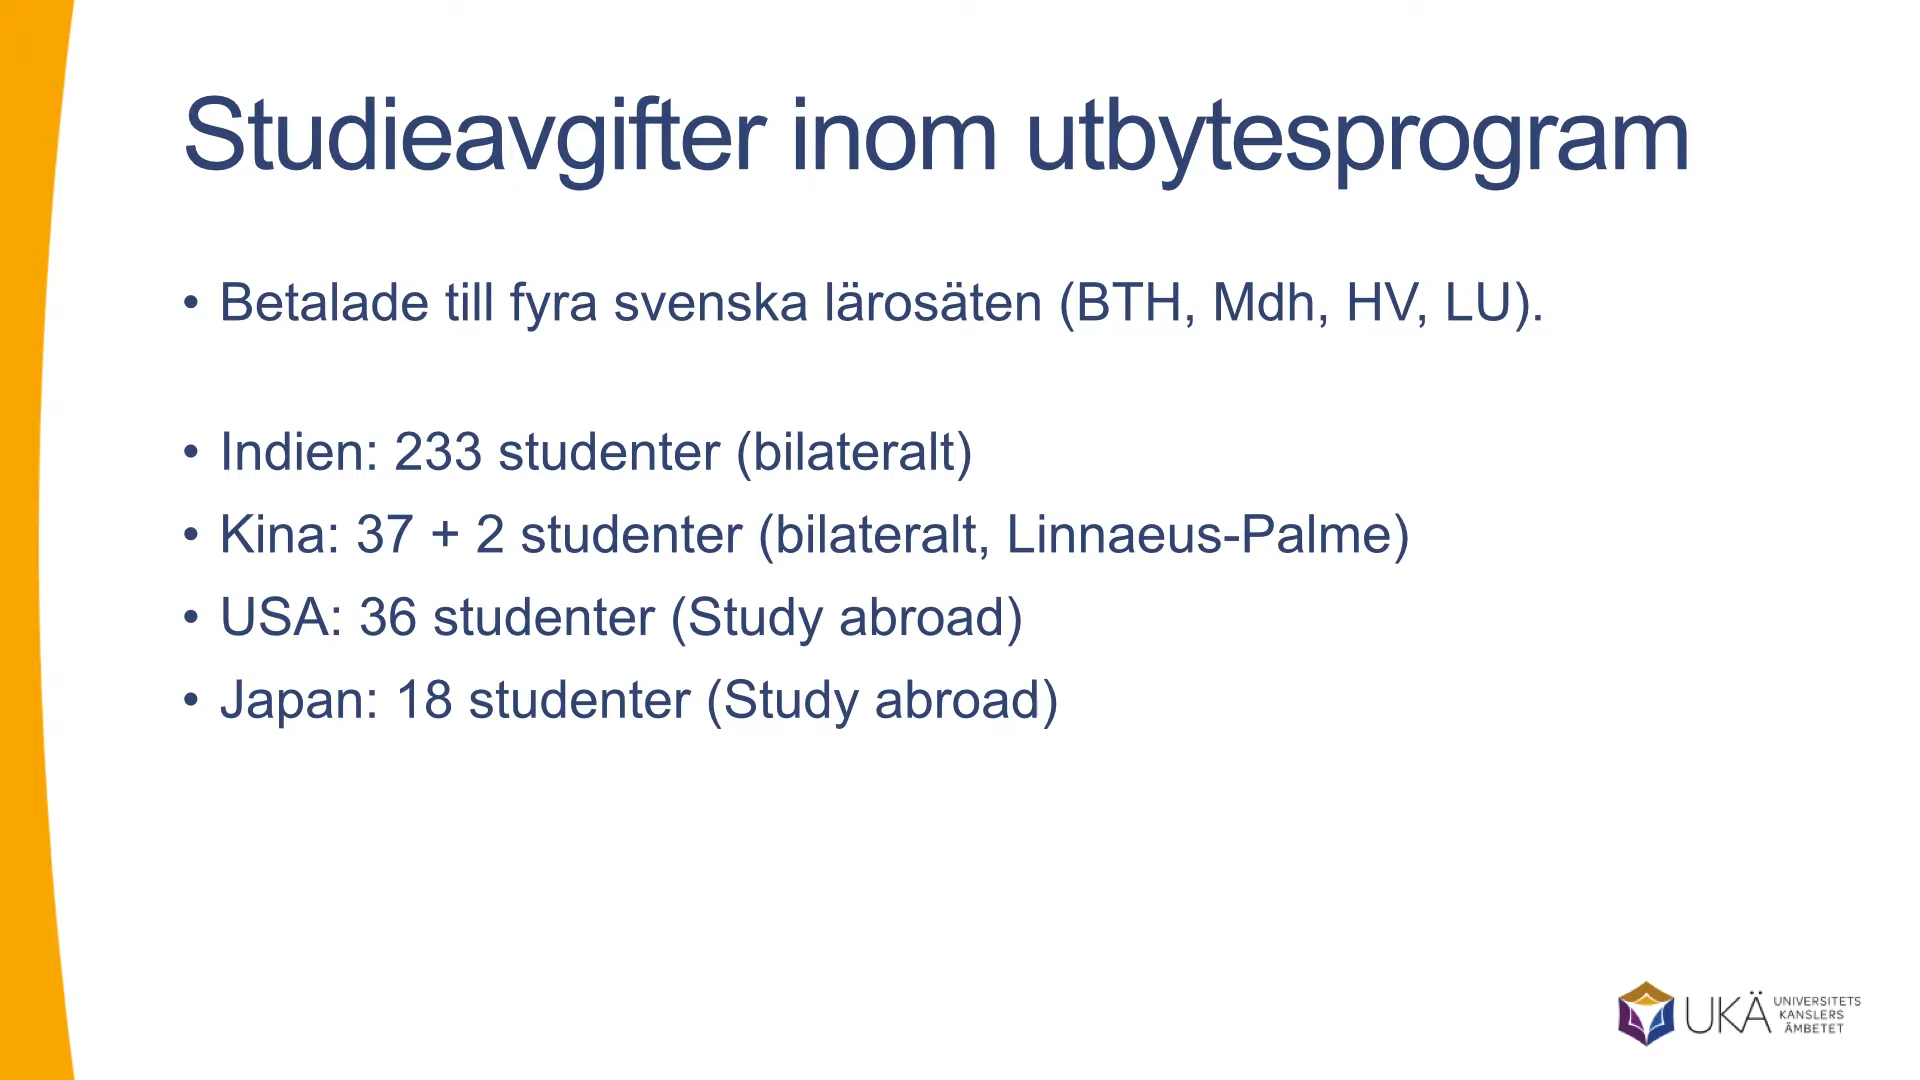 Studieavgifter inom utbytesprogram
• Betalade till fyra svenska lärosäten (BTH, Mdh, HV, LU).
• Indien: 233 studenter (bilateralt)
• Kina: 37 + 2 studenter (bilateralt, Linnaeus-Palme)
• USA: 36 studenter (Study abroad)
• Japan: 18 studenter (Study abroad)
UKÄ
UNIVERSITETS
KANSLERS
ÄMBETET